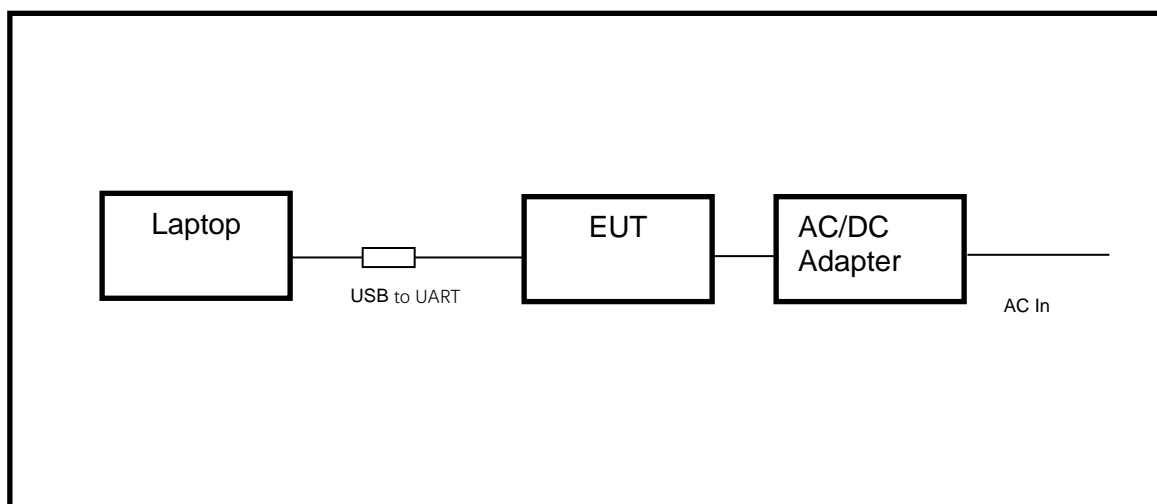 Laptop
USB to UART
EUT
AC/DC
Adapter
AC In